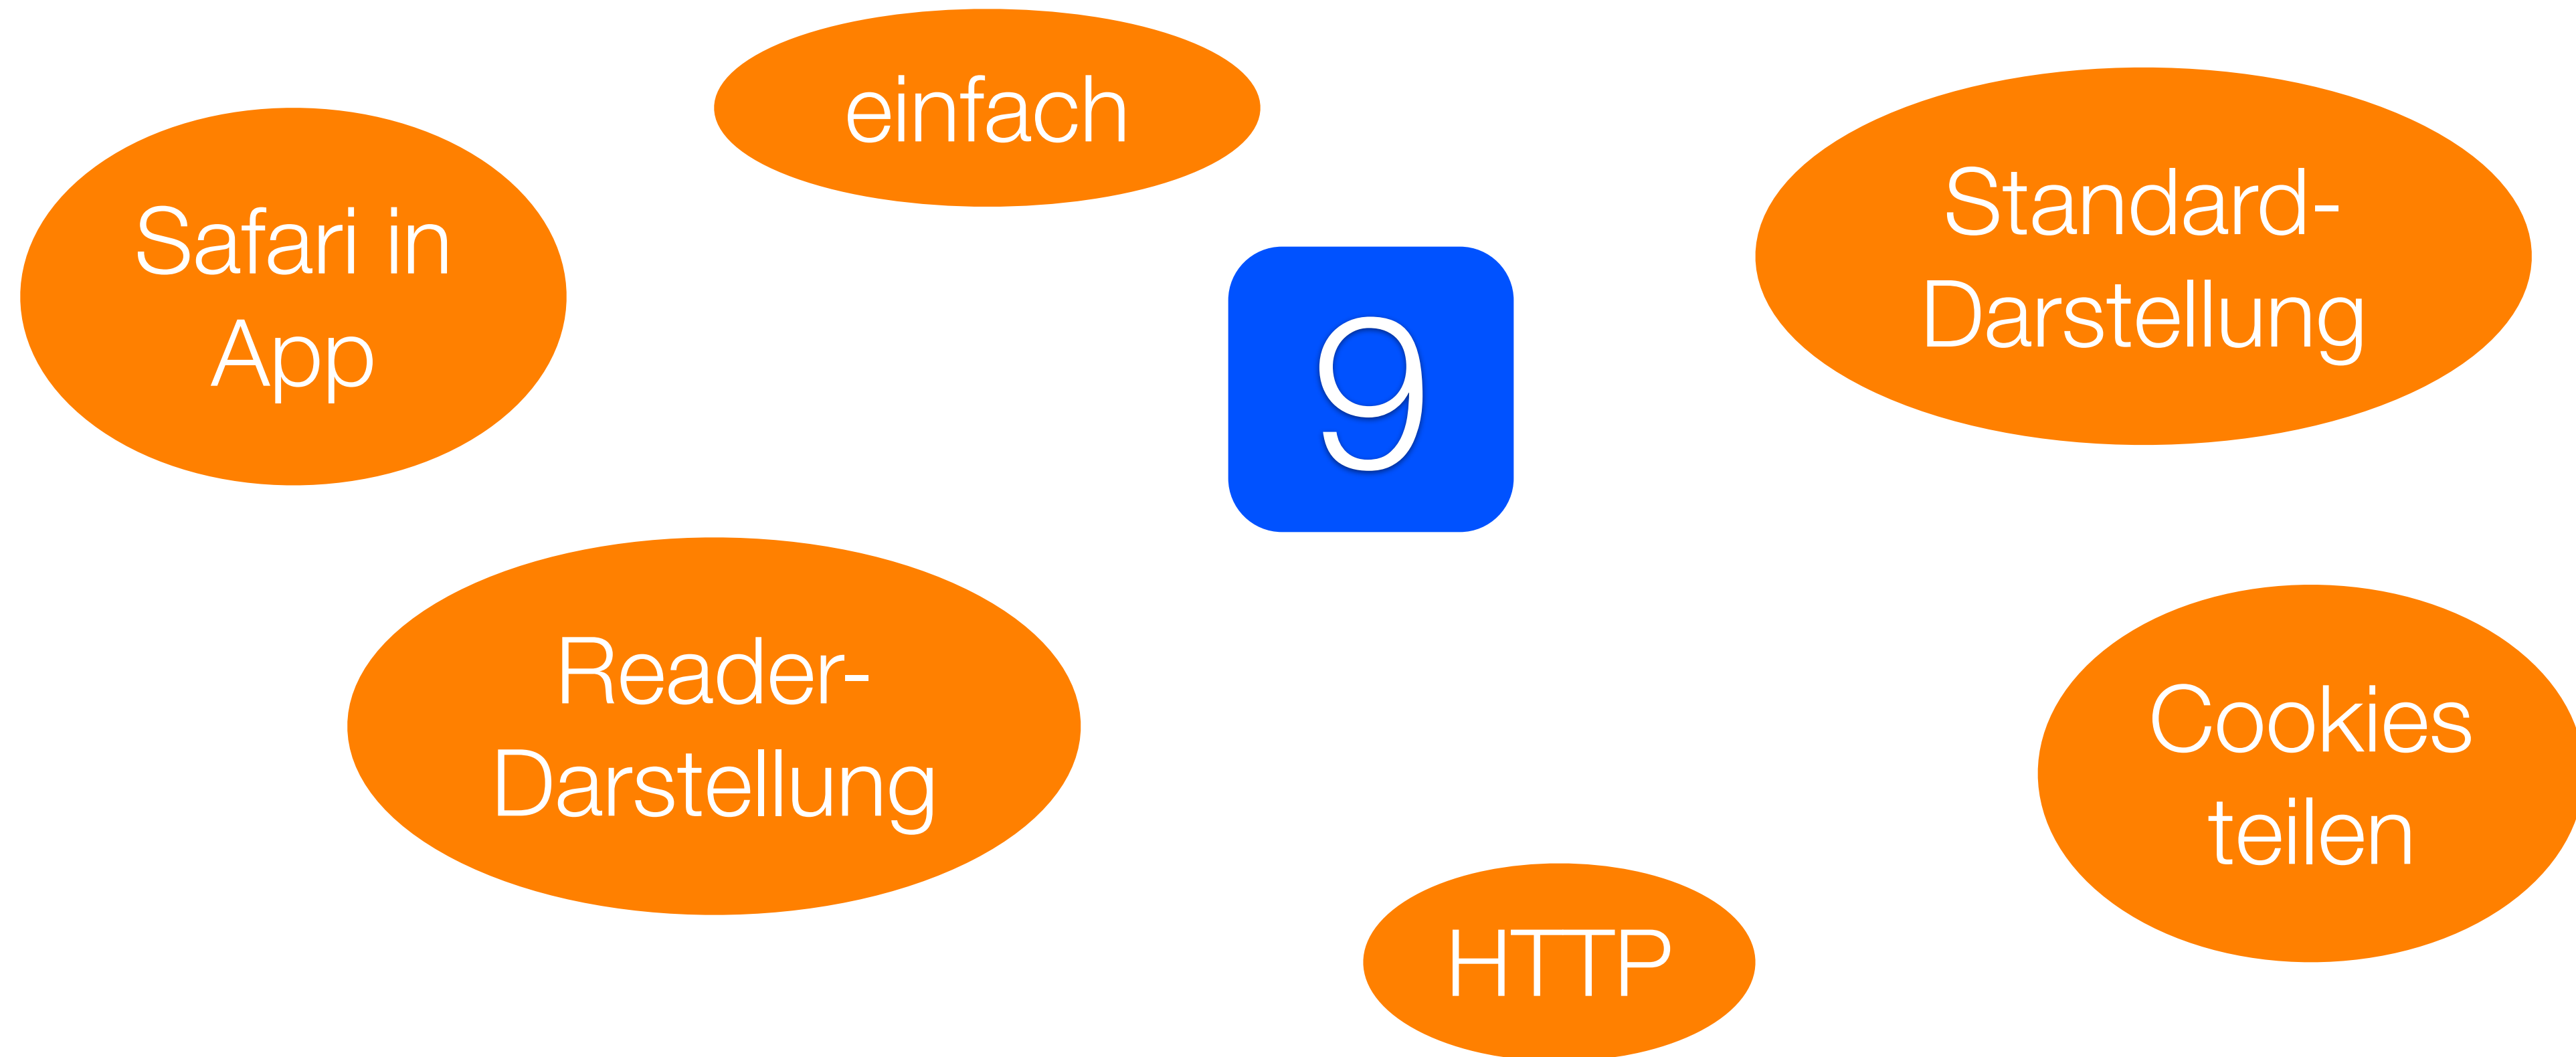 einfach
Safari in
App
Standard-
Darstellung
9
Reader-
Darstellung
Cookies
teilen
HTTP